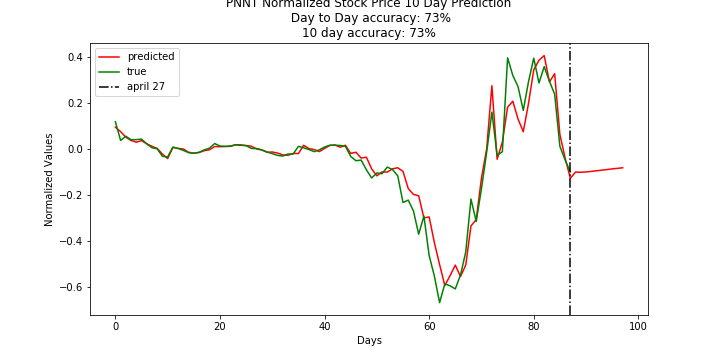 PNNT Normalized Stock Price 10 Day Prediction
Day to Day accuracy: 73%
10 day accuracy: 73%
predicted
true
april 27
0.4
0.2
0.0
−0.2
−0.4
−0.6
Normalized Values
0
20
40
60
80
100
Days